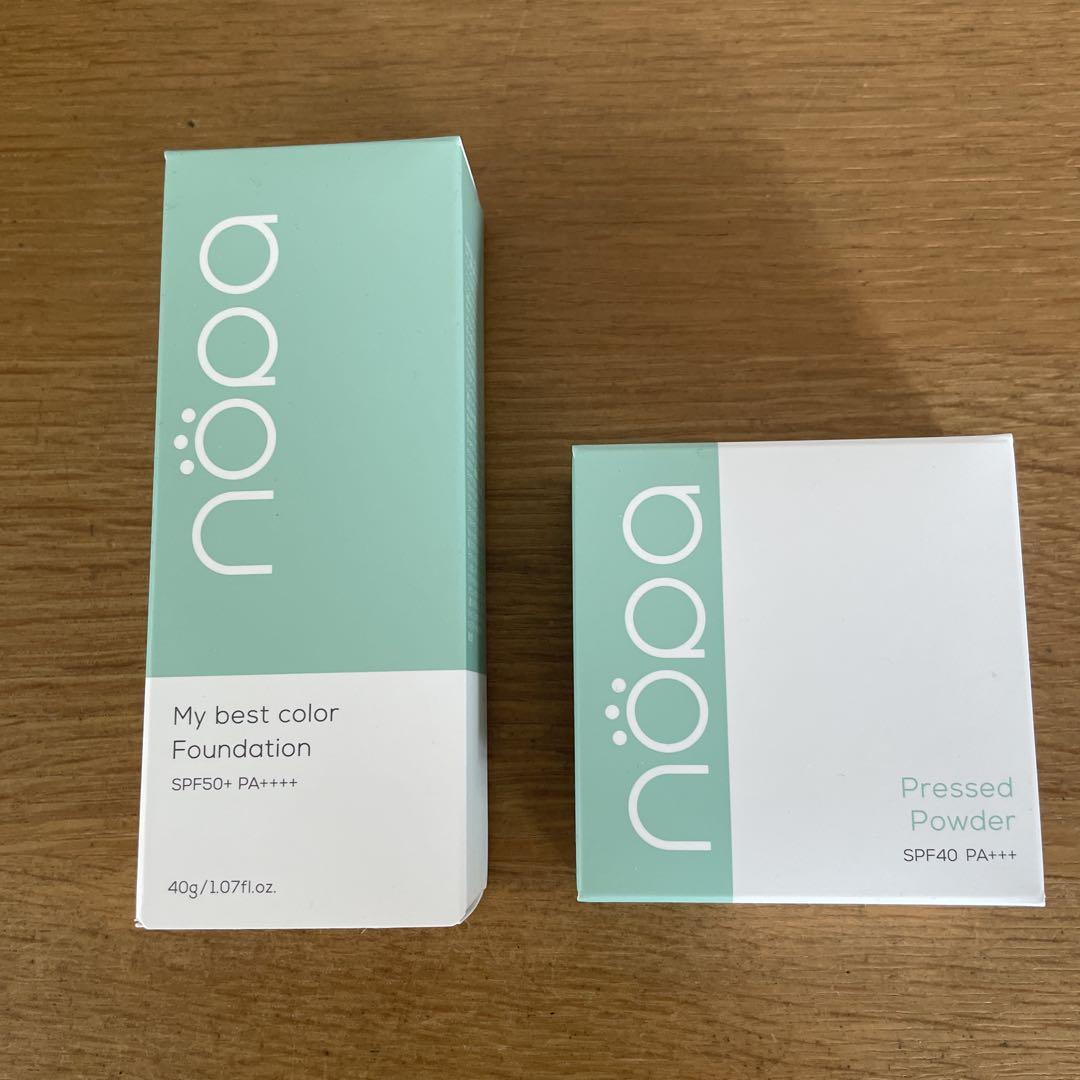 nöpa
My best color
Foundation
SPF50+ PA++++
40g/1.07fl.oz.
nöpa
Pressed
Powder
SPF40 PA+++